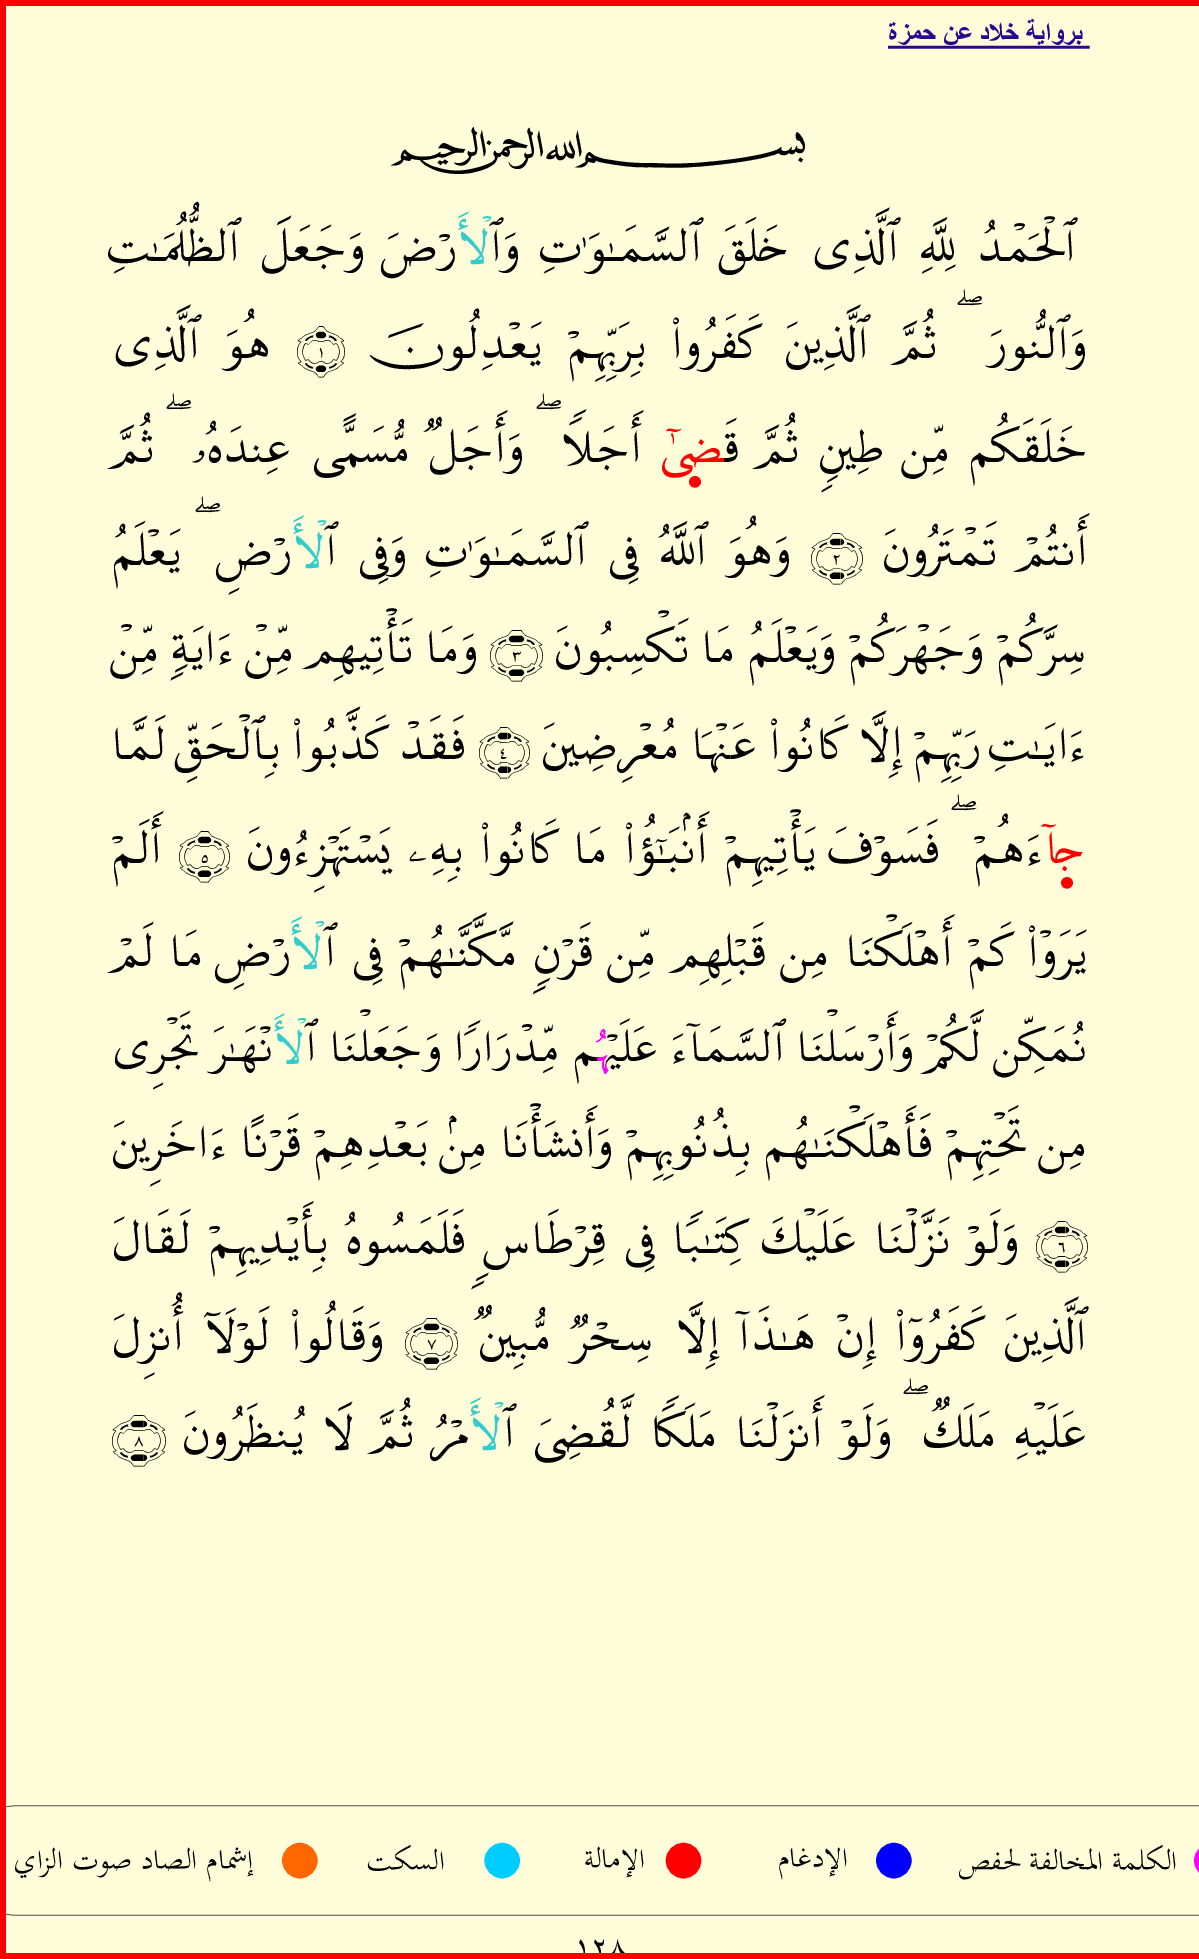 برواية خلاد عن حمزة
بسم الله الرحمن الرحيم
ٱلۡحَمۡدُ لِلَّهِ ٱلَّذِى خَلَقَ ٱلسَّمَٰوَٰتِ وَٱلۡأَرۡضَ وَجَعَلَ ٱلظُّلُمَٰتِ
وَٱلنُّورَۖ ثُمَّ ٱلَّذِينَ كَفَرُواْ بِرَبِّهِمۡ يَعۡدِلُونَ ١ هُوَ ٱلَّذِى
خَلَقَكُم مِّن طِينٍ ثُمَّ قَضِىٰٓ أَجَلًاۖ وَأَجَلٌ مُّسَمًّى عِندَهُۥۖ ثُمَّ
أَنتُمۡ تَمۡتَرُونَ ٢ وَهُوَ ٱللَّهُ فِى ٱلسَّمَٰوَٰتِ وَفِى ٱلۡأَرۡضِۖ يَعۡلَمُ
سِرَّكُمۡ وَجَهۡرَكُمۡ وَيَعۡلَمُ مَا تَكۡسِبُونَ ٣ وَمَا تَأۡتِيهِم مِّنۡ ءَايَةٍ مِّنۡ
ءَايَٰتِ رَبِّهِمۡ إِلَّا كَانُواْ عَنۡهَا مُعۡرِضِينَ ٤ فَقَدۡ كَذَّبُواْ بِٱلۡحَقِّ لَمَّا
جِآءَهُمۡۖ فَسَوۡفَ يَأۡتِيهِمۡ أَنۢبَٰٓؤُاْ مَا كَانُواْ بِهِۦ يَسۡتَهۡزِءُونَ ٥ أَلَمۡ
يَرَوۡاْ كَمۡ أَهۡلَكۡنَا مِن قَبۡلِهِم مِّن قَرۡنٍ مَّكَّنَّٰهُمۡ فِى ٱلۡأَرۡضِ مَا لَمۡ
نُمَكِّن لَّكُمۡ وَأَرۡسَلۡنَا ٱلسَّمَآءَ عَلَيۡهُم مِّدۡرَارًا وَجَعَلۡنَا ٱلۡأَنۡهَٰرَ تَجۡرِى
مِن تَحۡتِهِمۡ فَأَهۡلَكۡنَٰهُم بِذُنُوبِهِمۡ وَأَنشَأۡنَا مِنۢ بَعۡدِهِمۡ قَرۡنًا ءَاخَرِينَ
٦ وَلَوۡ نَزَّلۡنَا عَلَيۡكَ كِتَٰبًا فِى قِرۡطَاسٍ فَلَمَسُوهُ بِأَيۡدِيهِمۡ لَقَالَ
ٱلَّذِينَ كَفَرُوٓاْ إِنۡ هَٰذَآ إِلَّا سِحۡرٌ مُّبِينٌ ٧ وَقَالُواْ لَوۡلَآ أُنزِلَ
عَلَيۡهِ مَلَكٌۖ وَلَوۡ أَنزَلۡنَا مَلَكًا لَّقُضِىَ ٱلۡأَمۡرُ ثُمَّ لَا يُنظَرُونَ ٨
الكلمة المخالفة لحفص الإدغام الإمالة السكت إشمام الصاد صوت الزاي
١٢٨